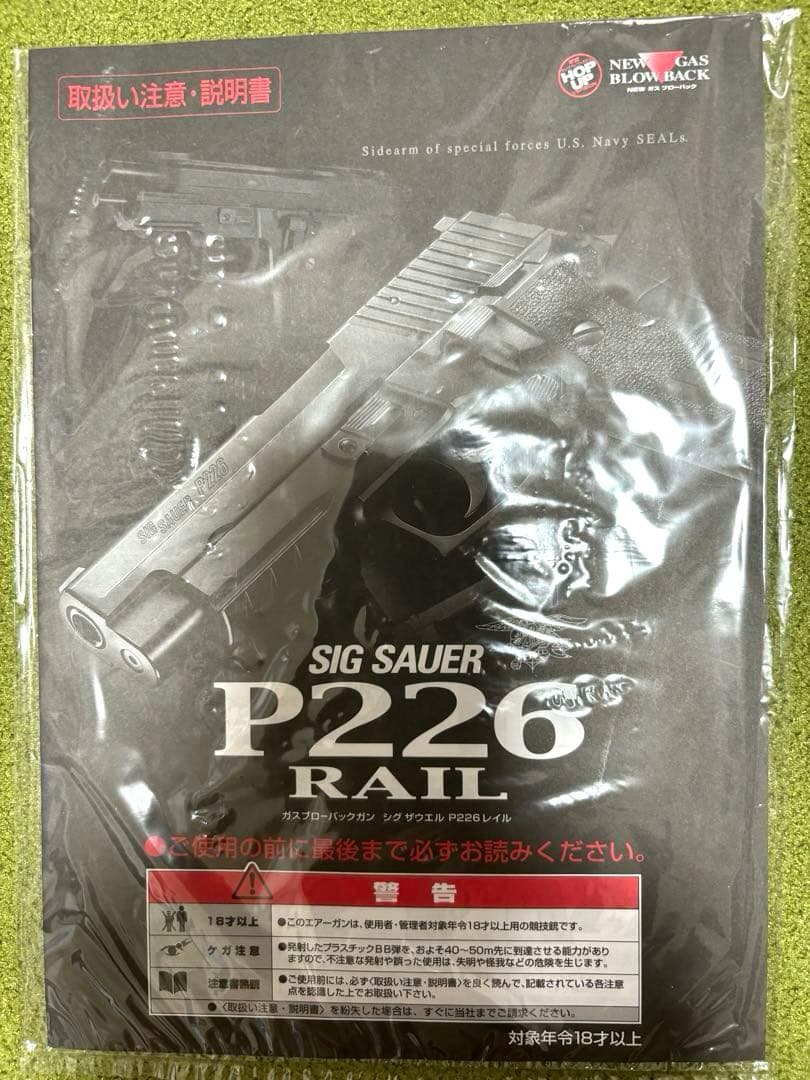 取扱い注意・説明書
HOP UP
NEW GAS
BLOWBACK
NEW ガス ブローバック
Sidearm of special forces U.S. Navy SEALs.
SIG SAUER P226
SIG SAUER
P226
RAIL
ガスブローバックガン シグ ザウエル P226レイル
●ご使用の前に最後まで必ずお読みください。
警告
18才以上 ●このエアーガンは、使用者・管理者対象年令18才以上用の競技銃です。
ケガ注意 ●発射したプラスチックBB弾を、およそ40〜50m先に到達させる能力があり
ますので、不注意な発射や誤った使用は、失明や怪我などの危険を生じます。
注意書熟読 ●ご使用前には、必ず〈取扱い注意・説明書〉を良く読んで、記載されている各注意
点を認識した上でお取扱い下さい。
●〈取扱い注意・説明書〉を紛失した場合は、すぐに当社までご請求ください。
対象年令18才以上